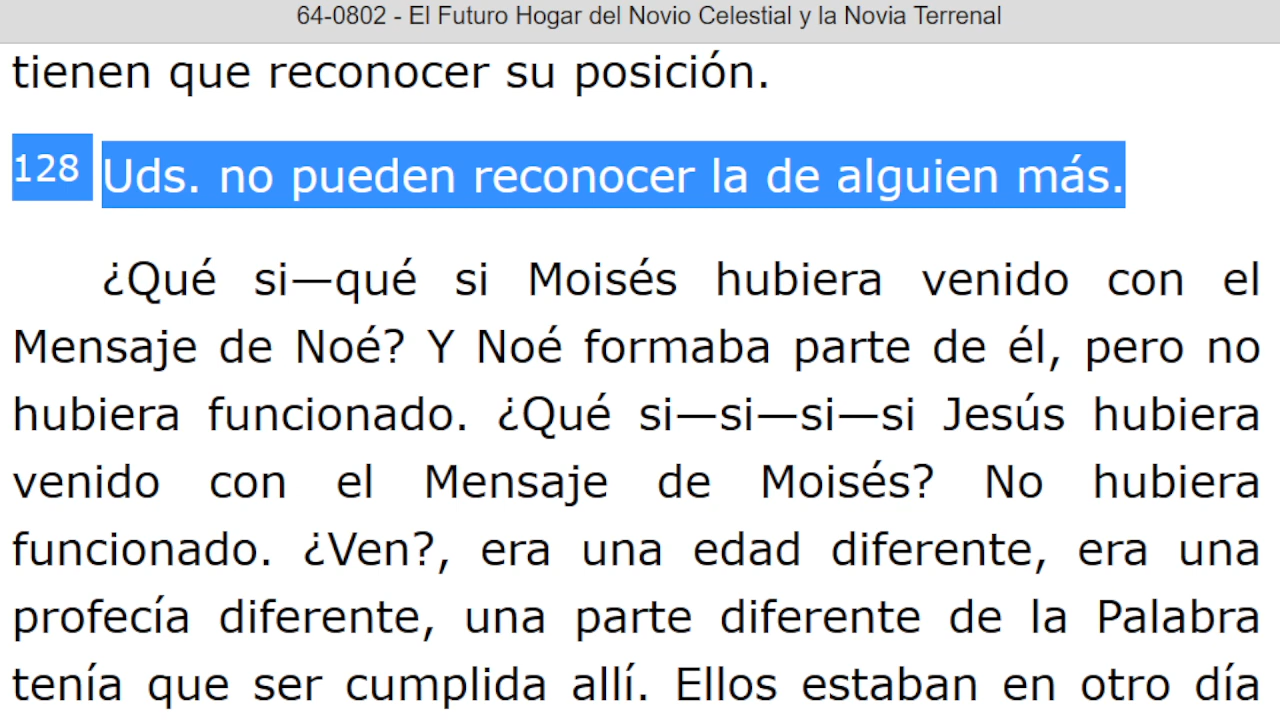 64-0802 - El Futuro Hogar del Novio Celestial y la Novia Terrenal
tienen que reconocer su posición.
128 Uds. no pueden reconocer la de alguien más.
¿Qué si—qué si Moisés hubiera venido con el
Mensaje de Noé? Y Noé formaba parte de él, pero no
hubiera funcionado. ¿Qué si—si—si—si Jesús hubiera
venido con el Mensaje de Moisés? No hubiera
funcionado. ¿Ven?, era una edad diferente, era una
profecía diferente, una parte diferente de la Palabra
tenía que ser cumplida allí. Ellos estaban en otro día